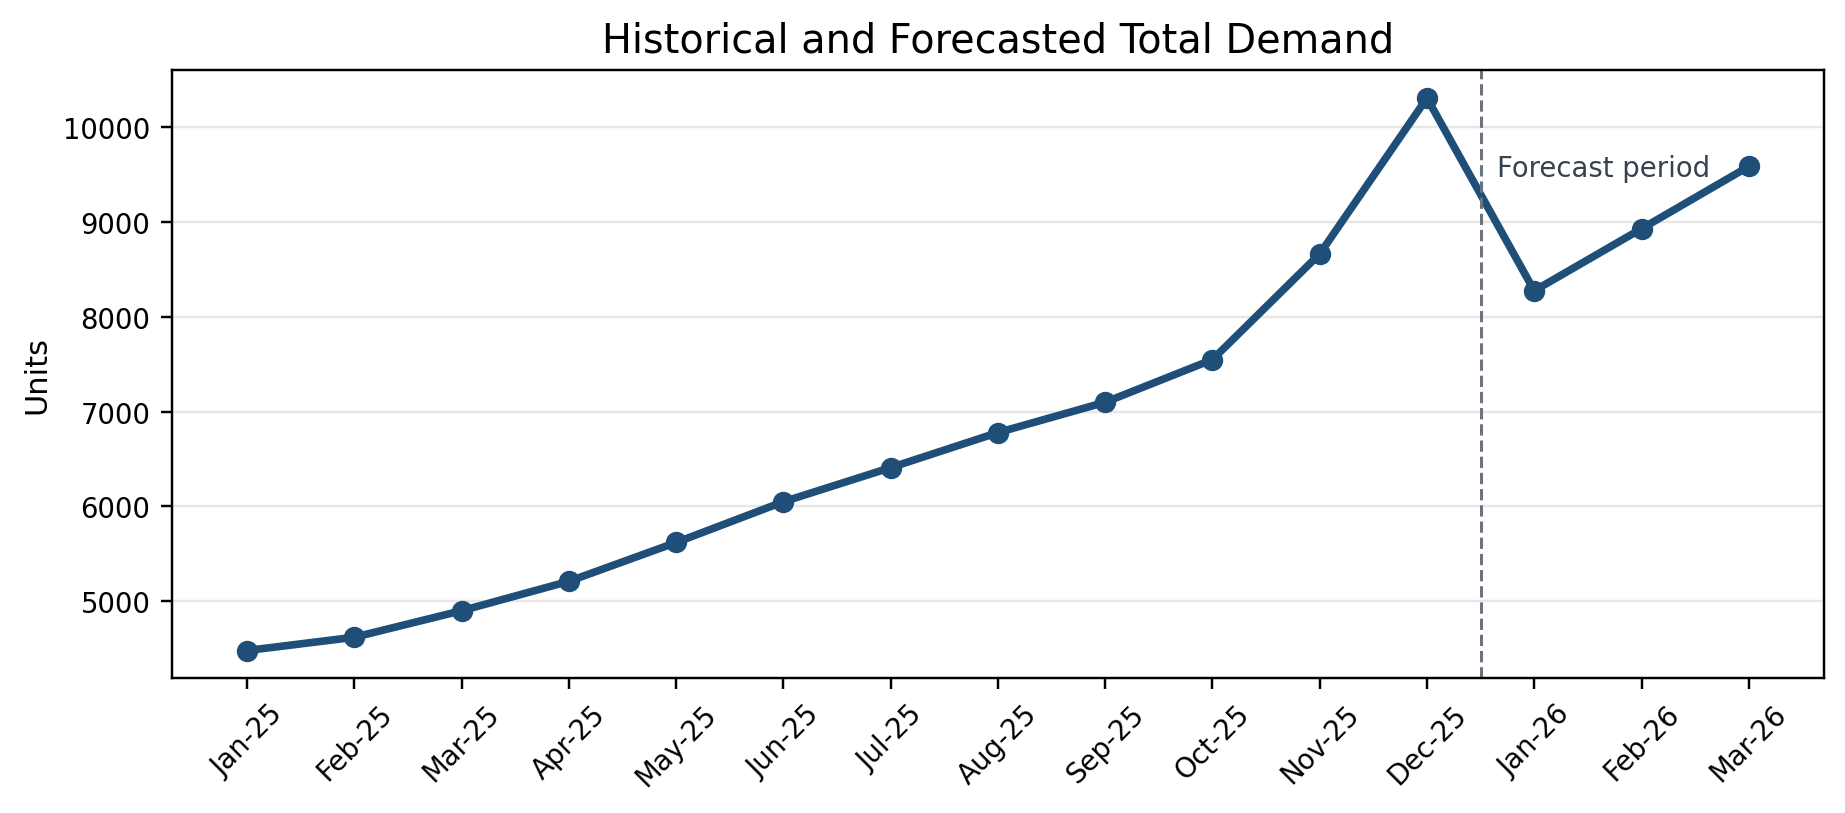 Historical and Forecasted Total Demand
10000
9000
8000
7000
6000
5000
Units
Forecast period
Jan-25
Feb-25
Mar-25
Apr-25
May-25
Jun-25
Jul-25
Aug-25
Sep-25
Oct-25
Nov-25
Dec-25
Jan-26
Feb-26
Mar-26